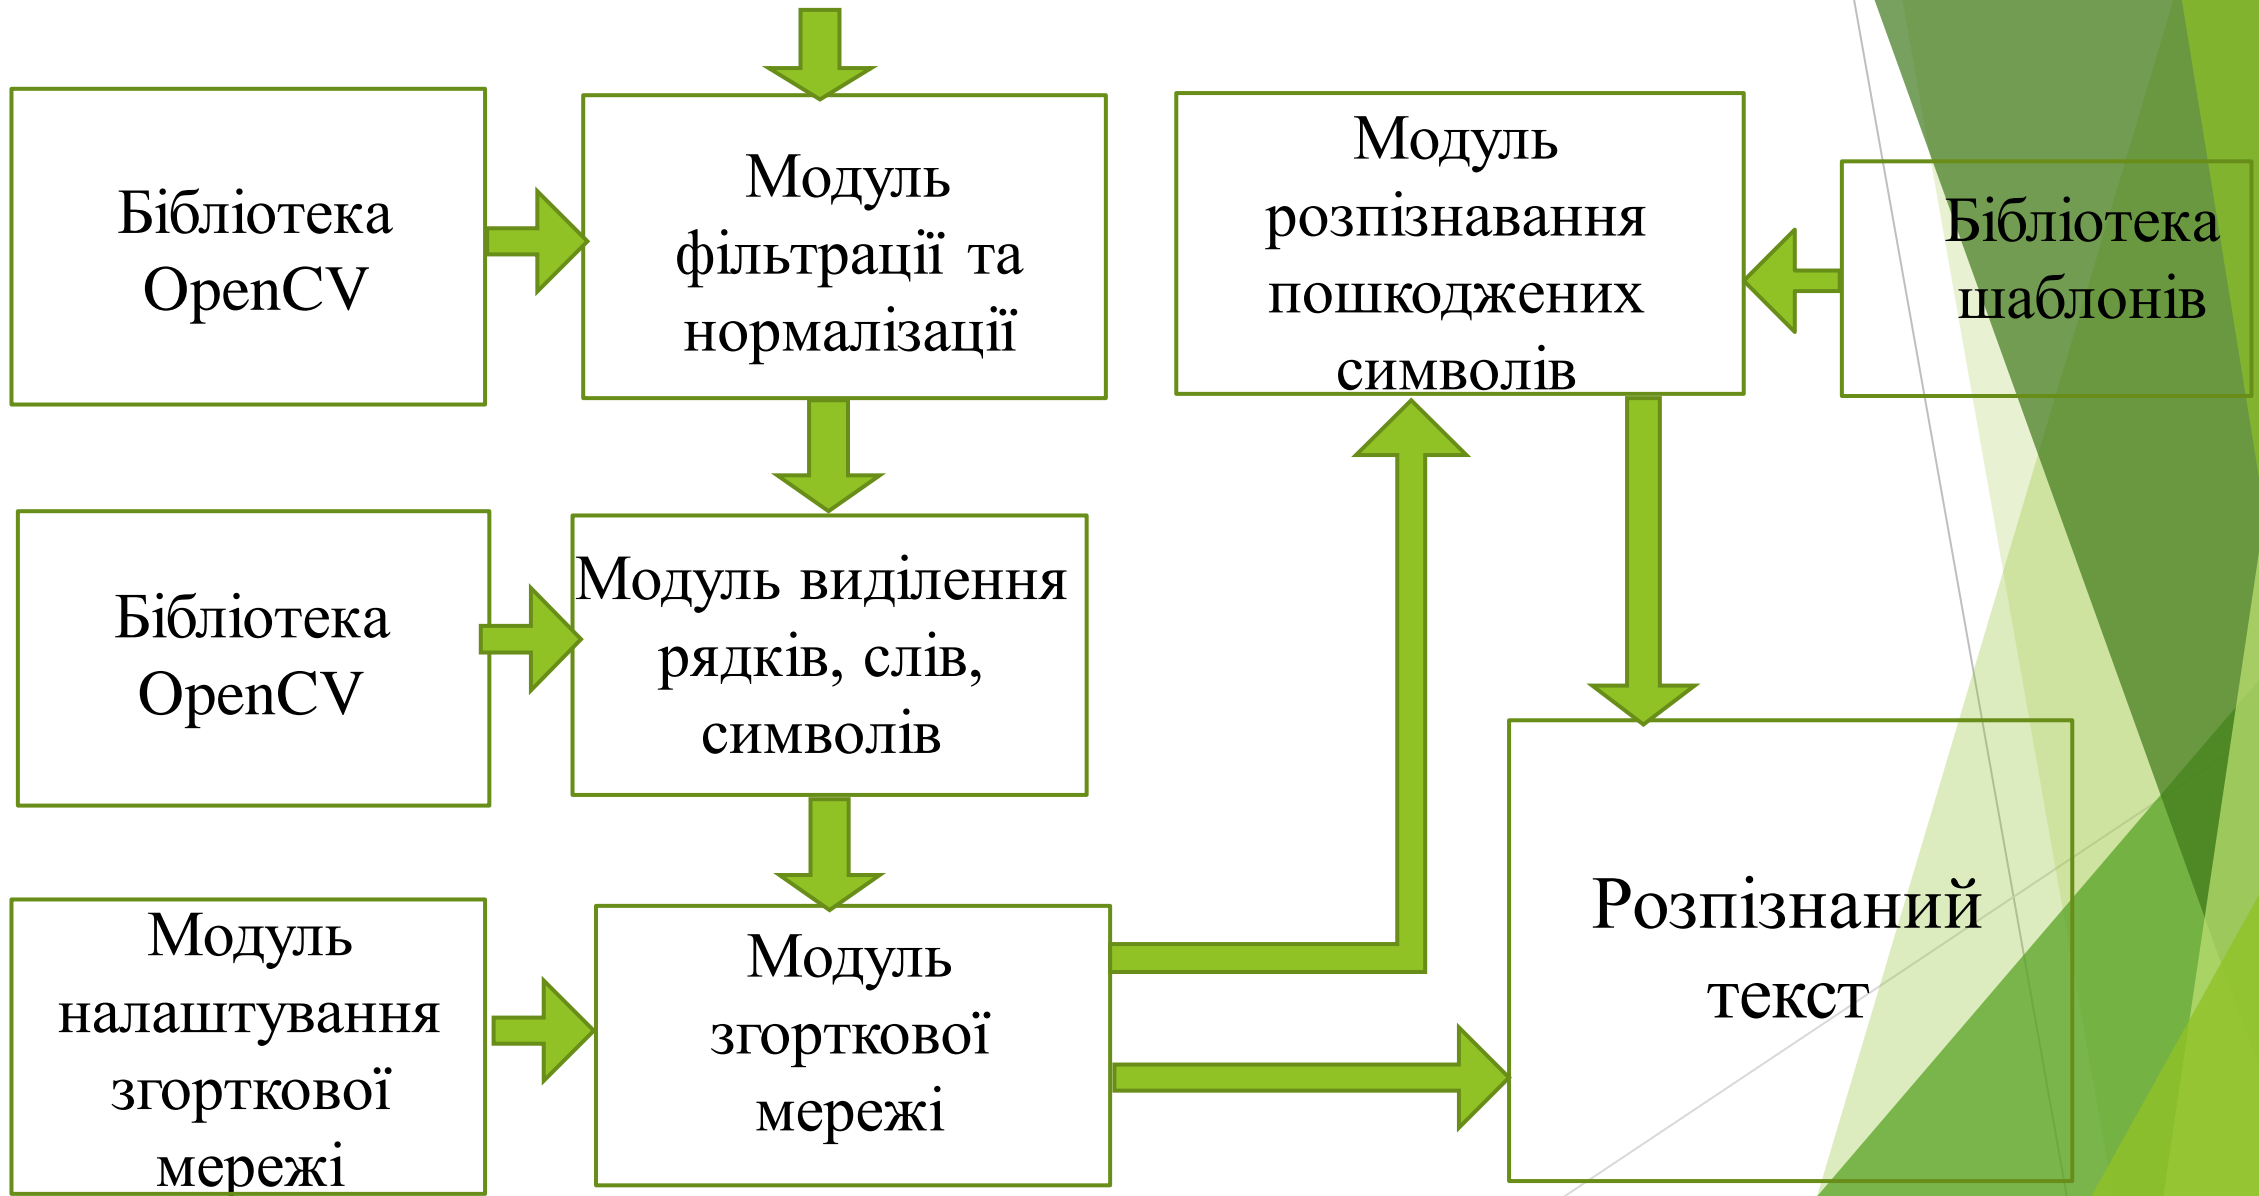 Бібліотека
OpenCV
Модуль
фільтрації та
нормалізації
Модуль
розпізнавання
пошкоджених
символів
Бібліотека
шаблонів
Бібліотека
OpenCV
Модуль виділення
рядків, слів,
символів
Модуль
налаштування
згорткової
мережі
Модуль
згорткової
мережі
Розпізнаний
текст